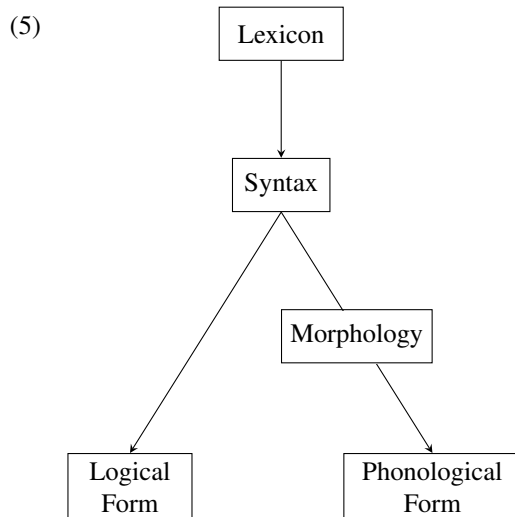 (5)
Lexicon
Syntax
Morphology
Logical
Form
Phonological
Form